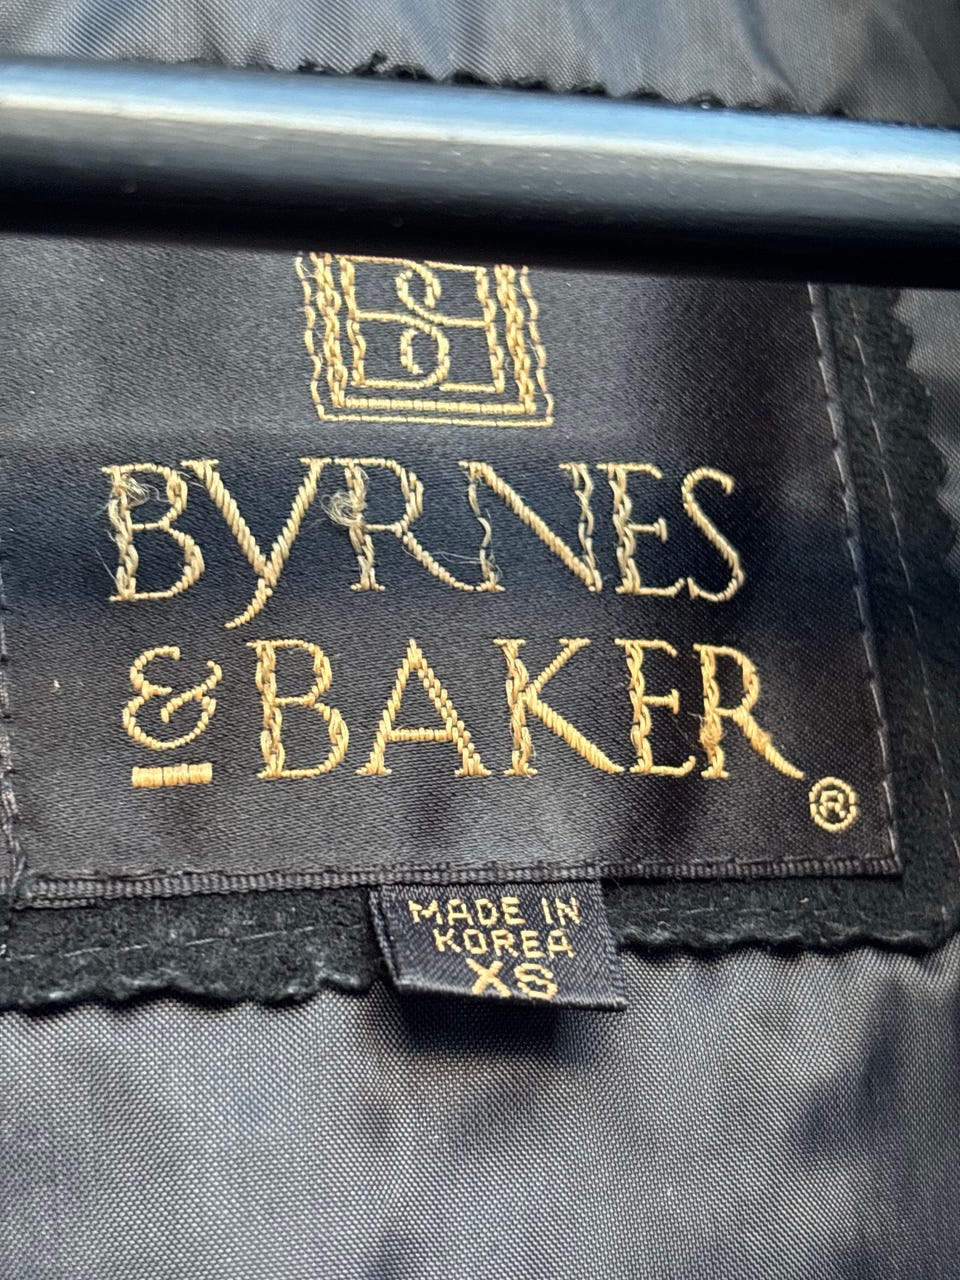 BYRNES
& BAKER®
MADE IN
KOREA
XS